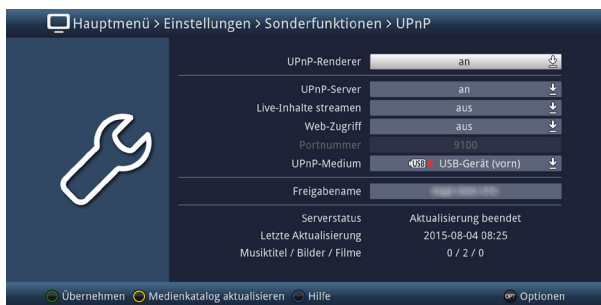 Hauptmenü > Einstellungen > Sonderfunktionen > UPnP
UPnP-Renderer an
UPnP-Server an
Live-Inhalte streamen aus
Web-Zugriff aus
Portnummer 9100
UPnP-Medium USB USB-Gerät (vorn)
Freigabename
Serverstatus Aktualisierung beendet
Letzte Aktualisierung 2015-08-04 08:25
Musiktitel / Bilder / Filme 0 / 2 / 0
Übernehmen Medienkatalog aktualisieren Hilfe OPT Optionen